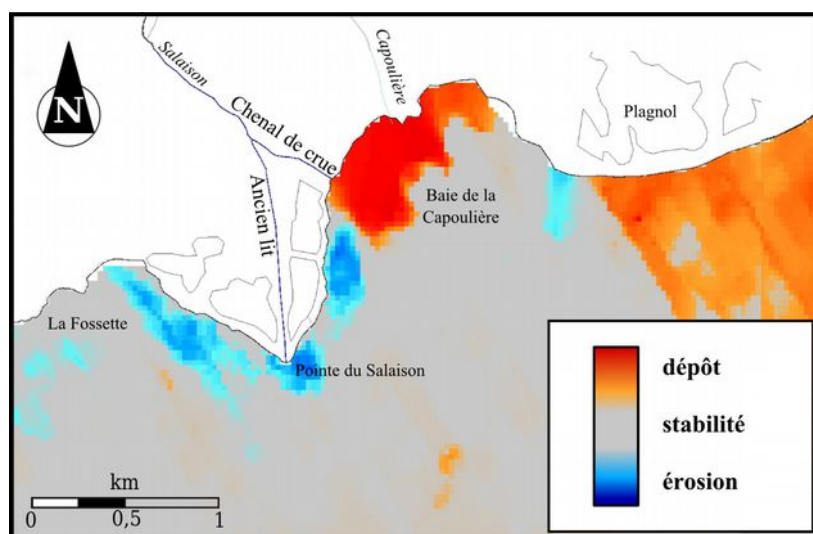 N
Salaison
Capoulière
Chenal de crue
Ancien lit
Plagnol
Baie de la
Capoulière
La Fossette
Pointe du Salaison
dépôt
stabilité
érosion
km
0
0,5
1